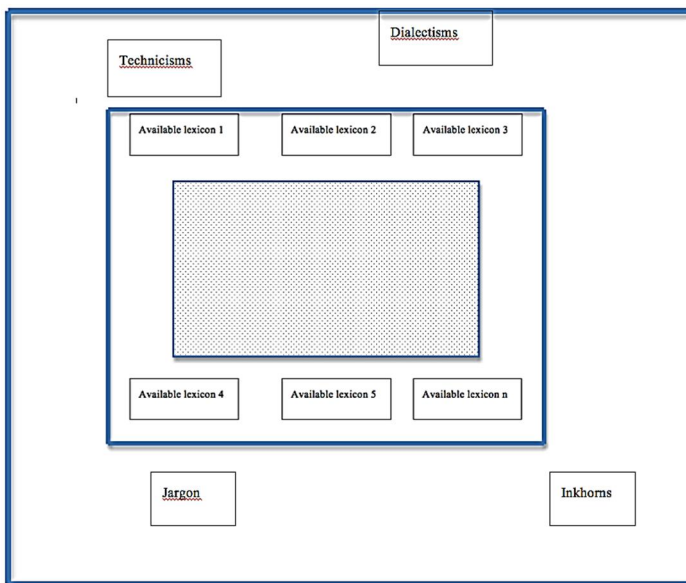 Dialectisms
Technicisms
Available lexicon 1
Available lexicon 2
Available lexicon 3
Available lexicon 4
Available lexicon 5
Available lexicon n
Jargon
Inkhorns